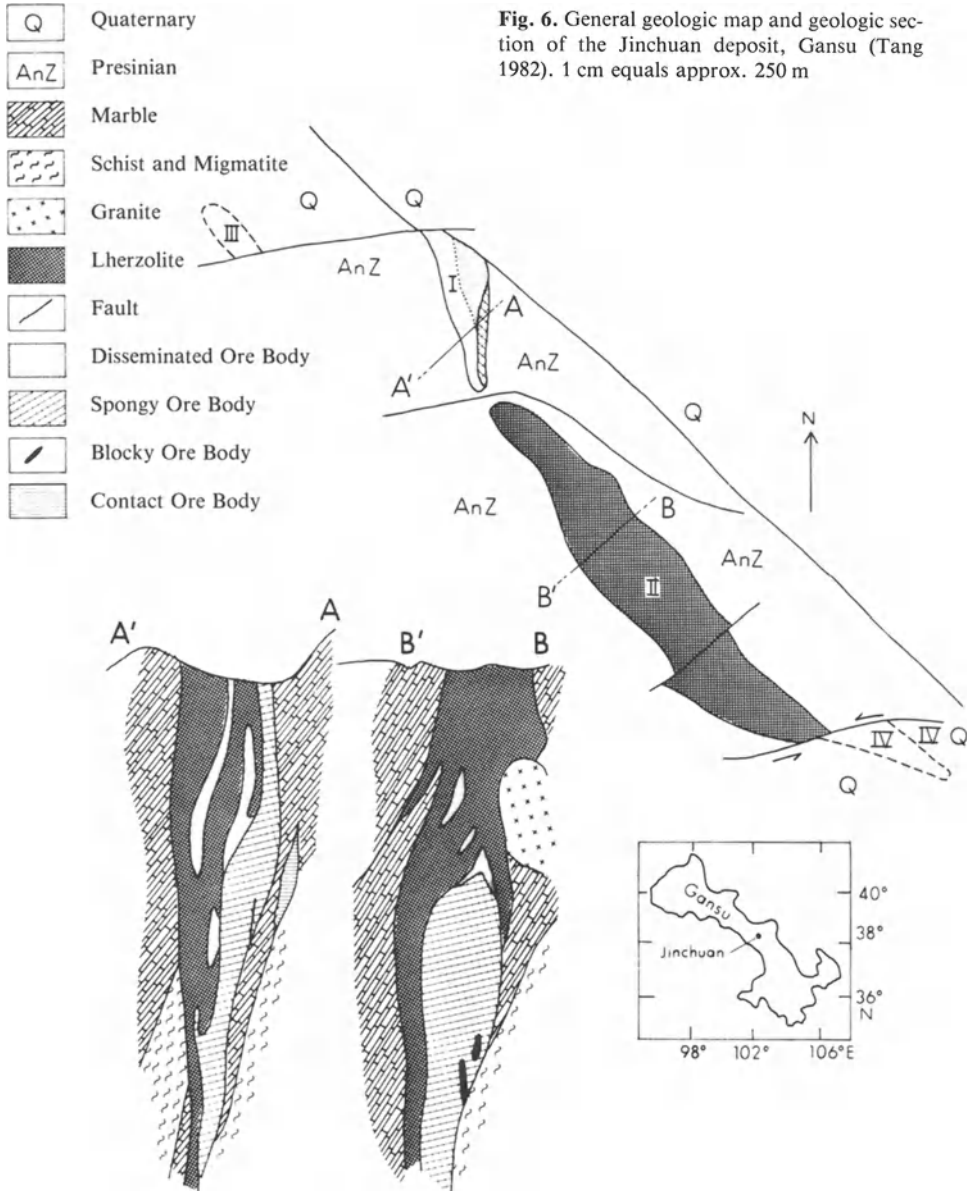 Fig. 6. General geologic map and geologic sec-
tion of the Jinchuan deposit, Gansu (Tang
1982). 1 cm equals approx. 250 m
Q Quaternary
AnZ Presinian
Marble
Schist and Migmatite
Granite
Lherzolite
Fault
Disseminated Ore Body
Spongy Ore Body
Blocky Ore Body
Contact Ore Body
Q
Q
III
AnZ
I
A
AnZ
A'
Q
N
AnZ
B
AnZ
B'
II
IV
IV
Q
Q
A'
A
B'
B
Gansu
Jinchuan
40°
38°
36°
N
98°
102°
106°E